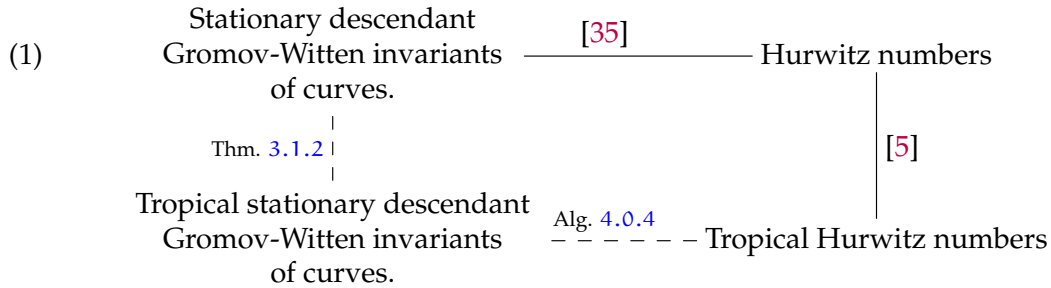 (1)
Stationary descendant
Gromov-Witten invariants
of curves.
[35]
Hurwitz numbers
Thm. 3.1.2
[5]
Tropical stationary descendant
Gromov-Witten invariants
of curves.
Alg. 4.0.4
Tropical Hurwitz numbers